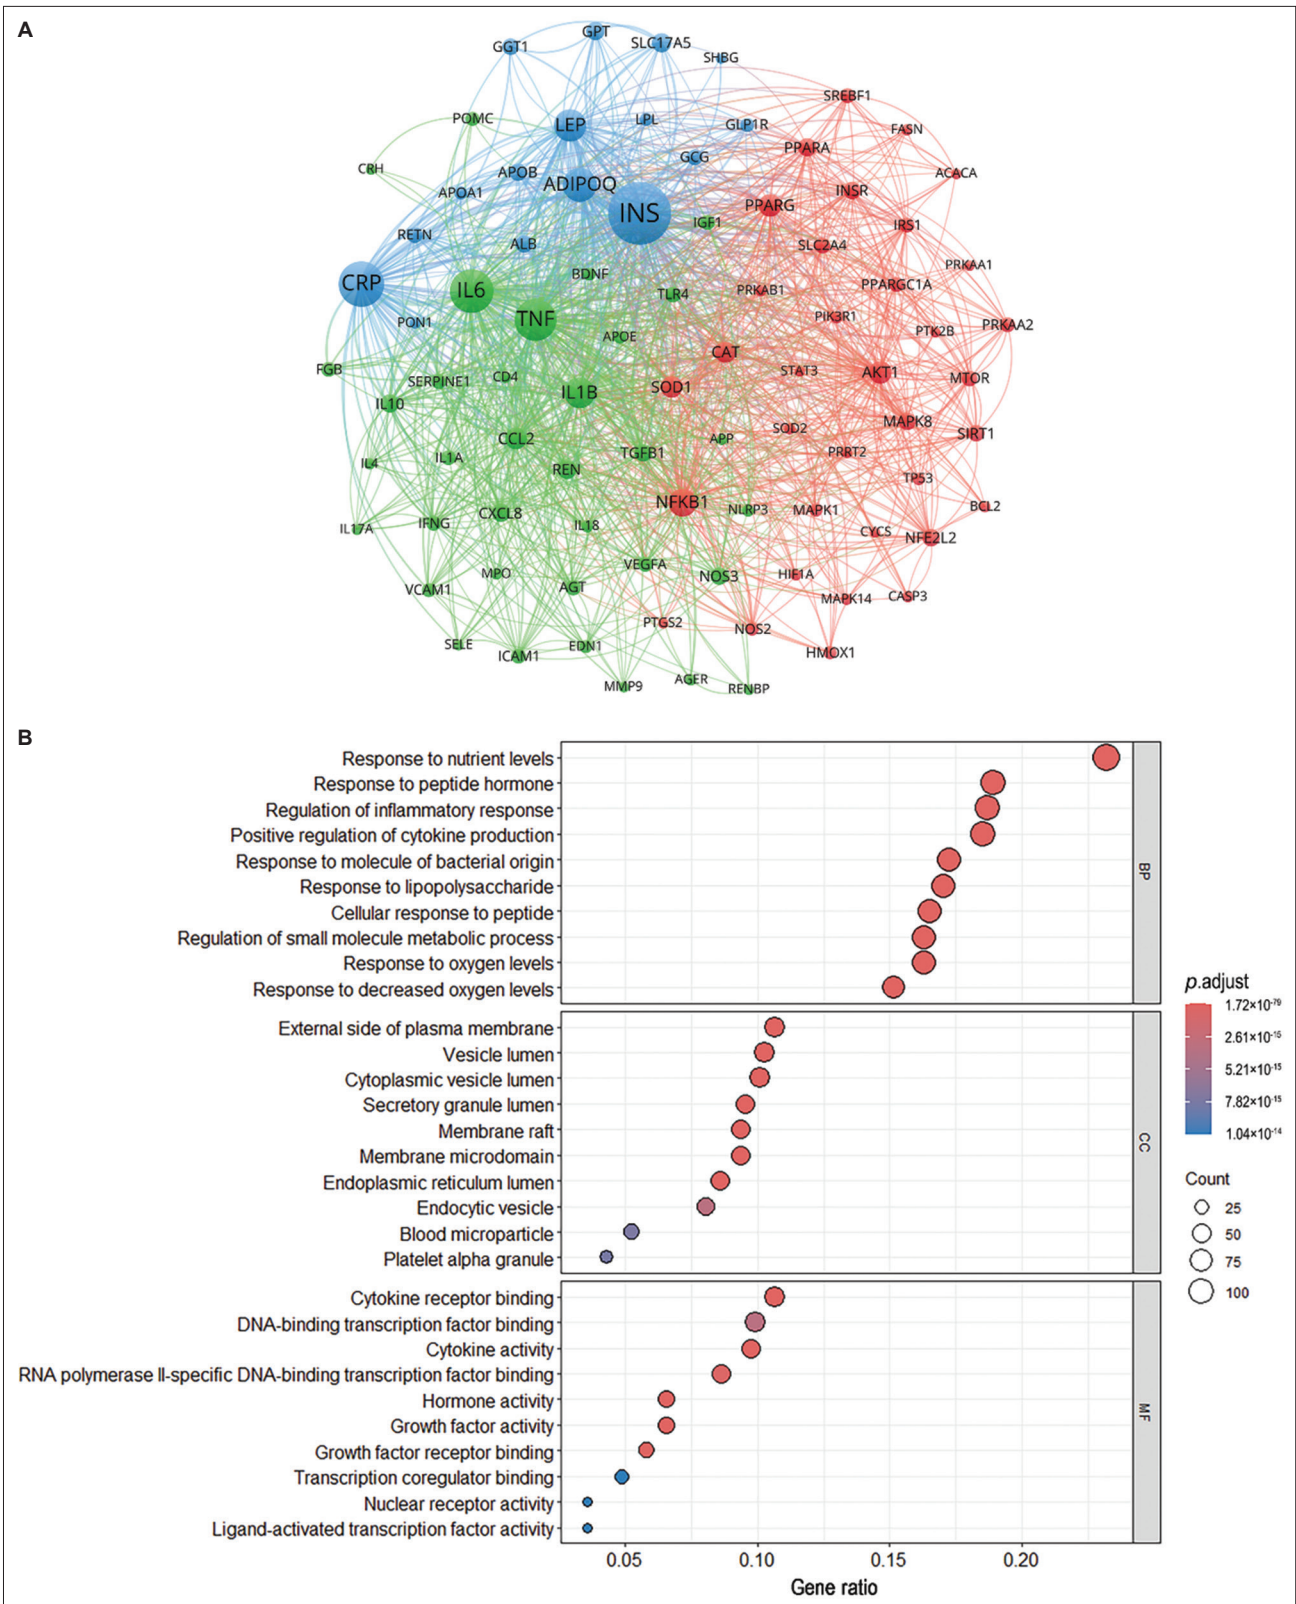 A
GPT
GGT1
SLC17A5
SHBG
SREBF1
POMC
LEP
LPL
GLP1R
FASN
PPARA
CRH
APOB
GCG
ACACA
APOA1
ADIPOQ
INSR
INS
PPARG
IGF1
IRS1
RETN
ALB
SLC2A4
BDNF
PRKAA1
CRP
IL6
TLR4
PRKAB1
PPARGC1A
PON1
TNF
APOE
PIK3R1
PTK2B
PRKAA2
CAT
FGB
SERPINE1
CD4
STAT3
AKT1
MTOR
IL10
IL1B
SOD1
CCL2
APP
SOD2
MAPK8
SIRT1
IL4
IL1A
REN
TGFB1
PRRT2
TP53
NFKB1
NLRP3
MAPK1
BCL2
IL17A
IFNG
CXCL8
IL18
CYCS
NFE2L2
MPO
VEGFA
NOS3
HIF1A
VCAM1
AGT
MAPK14
CASP3
PTGS2
NOS2
SELE
ICAM1
EDN1
HMOX1
MMP9
AGER
RENBP
B
Response to nutrient levels
Response to peptide hormone
Regulation of inflammatory response
Positive regulation of cytokine production
Response to molecule of bacterial origin
Response to lipopolysaccharide
Cellular response to peptide
Regulation of small molecule metabolic process
Response to oxygen levels
Response to decreased oxygen levels
BP
External side of plasma membrane
Vesicle lumen
Cytoplasmic vesicle lumen
Secretory granule lumen
Membrane raft
Membrane microdomain
Endoplasmic reticulum lumen
Endocytic vesicle
Blood microparticle
Platelet alpha granule
CC
Cytokine receptor binding
DNA-binding transcription factor binding
Cytokine activity
RNA polymerase II-specific DNA-binding transcription factor binding
Hormone activity
Growth factor activity
Growth factor receptor binding
Transcription coregulator binding
Nuclear receptor activity
Ligand-activated transcription factor activity
MF
0.05 0.10 0.15 0.20
Gene ratio
p.adjust
1.72×10⁻⁷⁹
2.61×10⁻¹⁵
5.21×10⁻¹⁵
7.82×10⁻¹⁵
1.04×10⁻¹⁴
Count
25
50
75
100